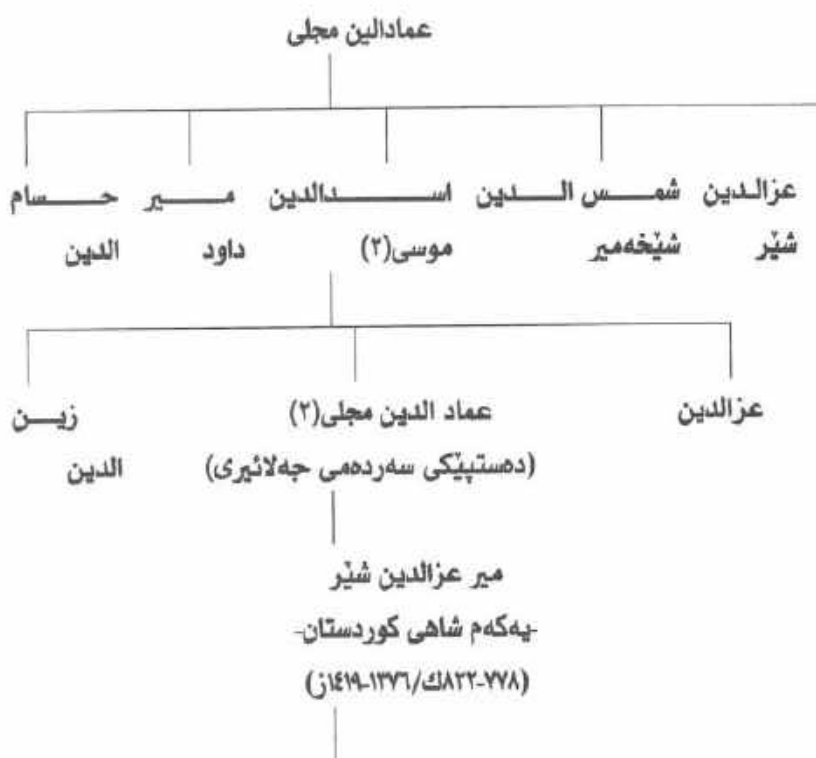 عمادالین مجلی
عزالدین شمس الدین اسدالدین میر حسام
شێر شێخەمیر موسی(٢) داود الدین
عزالدین عماد الدین مجلی(٢) زین
(دەستپێکی سەردەمی جەلائیری) الدین
میر عزالدین شێر
-یەکەم شاهی کوردستان-
(٧٧٨-٨٢٢ك/١٣٧٦-١٤١٩ز)